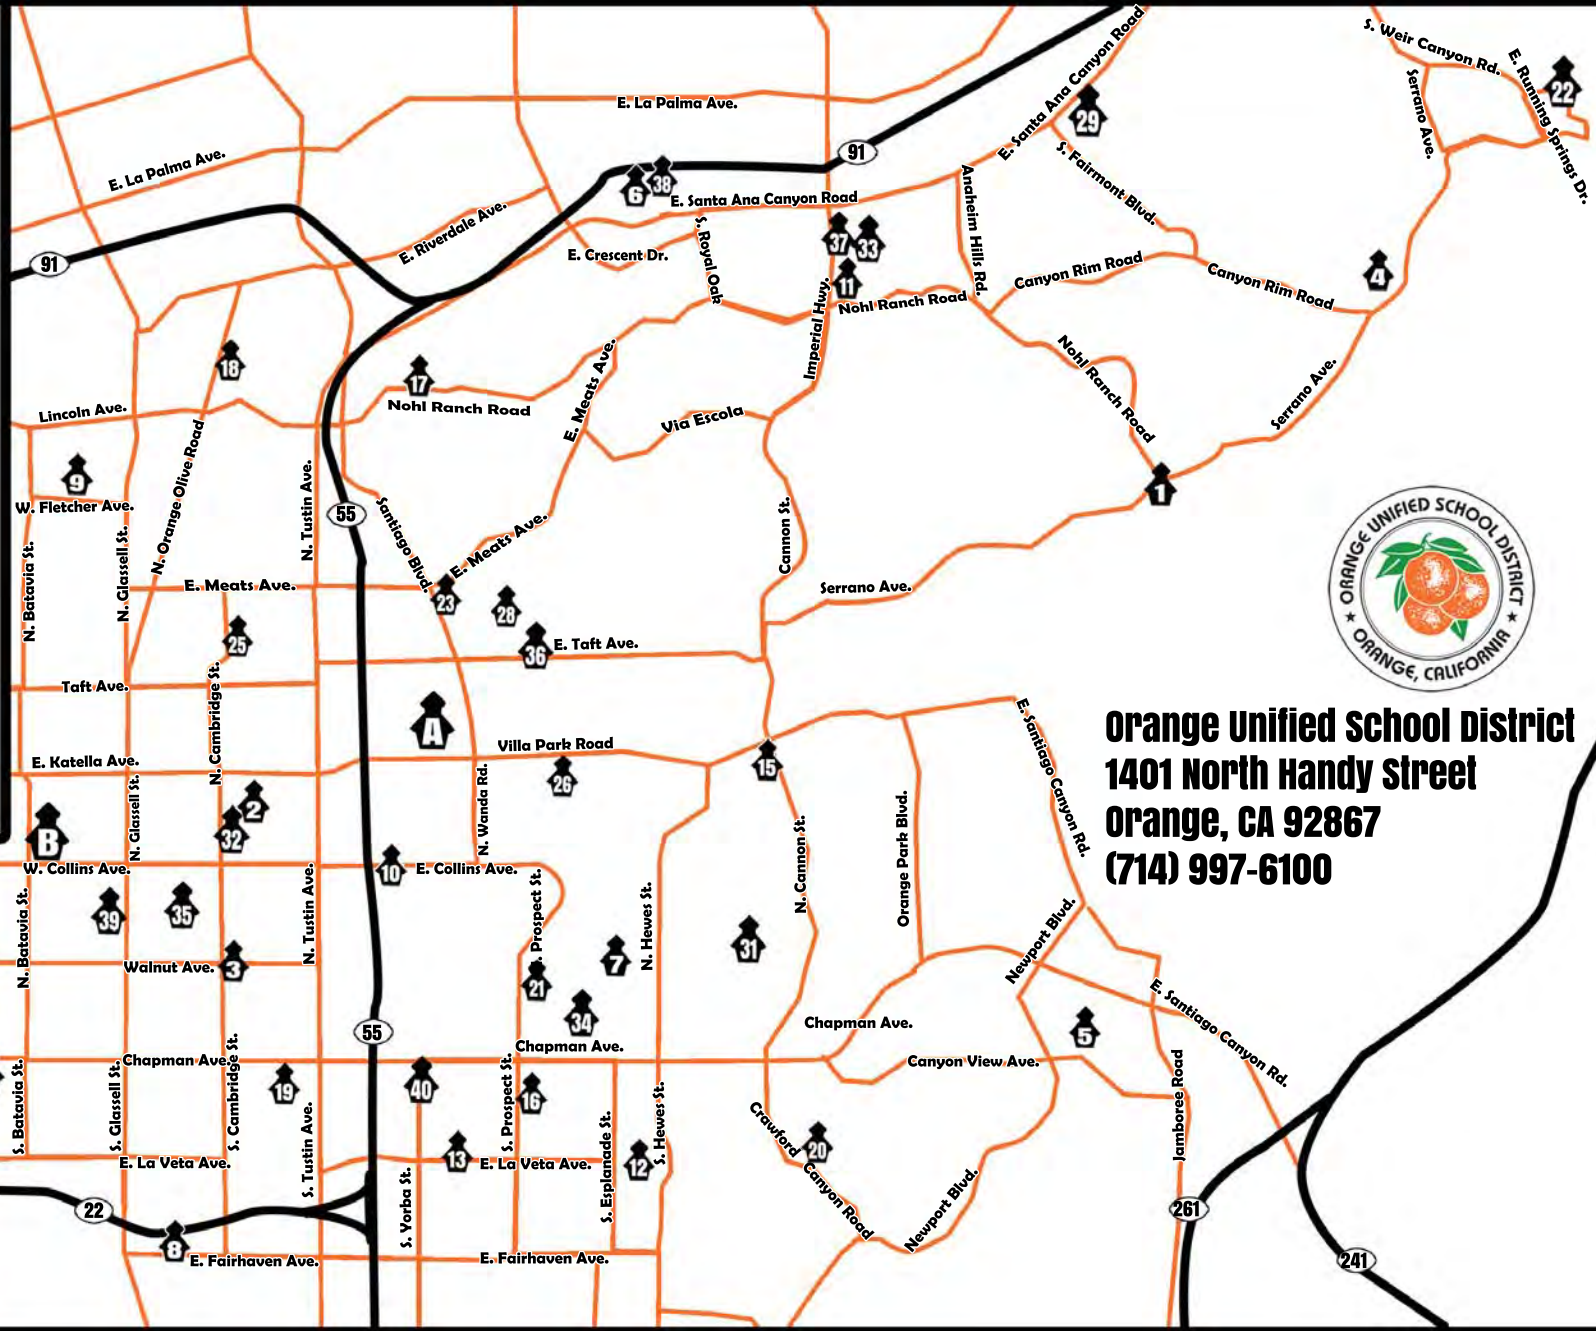 S. Weir Canyon Rd.
E. Running Springs Dr.
22
Serrano Ave.
E. Santa Ana Canyon Road
29
E. La Palma Ave.
91
E. La Palma Ave.
S. Fairmont Blvd.
6
38
E. Santa Ana Canyon Road
Anaheim Hills Rd.
E. Riverdale Ave.
S. Royal Oak
37
33
E. Crescent Dr.
91
11
4
Canyon Rim Road
Canyon Rim Road
Nohl Ranch Road
Imperial Hwy.
18
17
E. Meats Ave.
Nohl Ranch Road
Nohl Ranch Road
Serrano Ave.
Lincoln Ave.
Via Escola
9
N. Orange Olive Road
1
W. Fletcher Ave.
N. Tustin Ave.
55
Santiago Blvd.
E. Meats Ave.
Cannon St.
ORANGE UNIFIED SCHOOL DISTRICT
★ ORANGE, CALIFORNIA ★
N. Batavia St.
N. Glassell St.
E. Meats Ave.
23
28
Serrano Ave.
25
36
E. Taft Ave.
Taft Ave.
N. Cambridge St.
A
Orange Unified School District
1401 North Handy Street
Orange, CA 92867
(714) 997-6100
E. Katella Ave.
Villa Park Road
15
26
E. Santiago Canyon Rd.
N. Glassell St.
2
32
B
N. Wanda Rd.
Orange Park Blvd.
N. Cannon St.
W. Collins Ave.
10
E. Collins Ave.
39
35
N. Batavia St.
N. Tustin Ave.
Prospect St.
N. Hewes St.
31
7
Newport Blvd.
Walnut Ave.
3
21
34
E. Santiago Canyon Rd.
5
55
Chapman Ave.
Chapman Ave.
Chapman Ave.
Canyon View Ave.
S. Batavia St.
S. Glassell St.
S. Cambridge St.
19
40
S. Prospect St.
16
Jamboree Road
S. Tustin Ave.
13
S. Esplanade St.
12
S. Hewes St.
Crawford Canyon Road
20
E. La Veta Ave.
E. La Veta Ave.
S. Yorba St.
Newport Blvd.
22
8
261
E. Fairhaven Ave.
E. Fairhaven Ave.
241